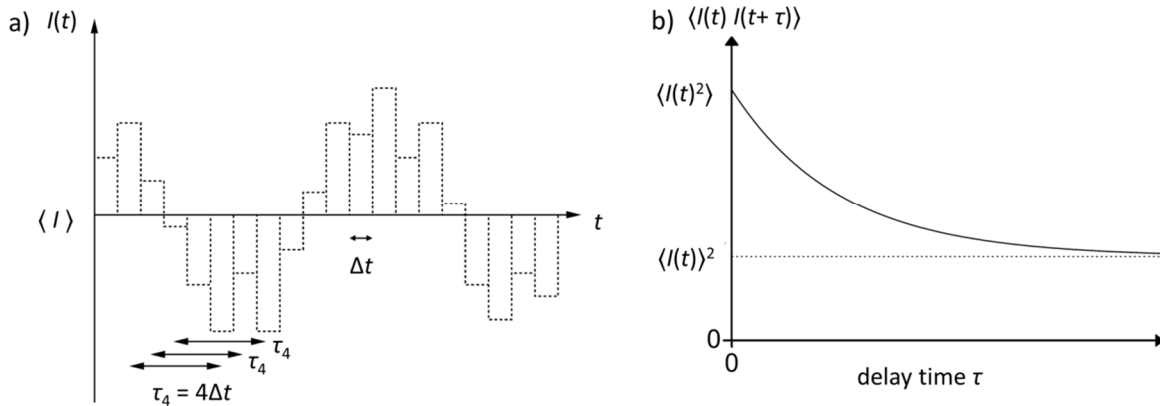 a)
I(t)
⟨ I ⟩
t
Δt
τ₄
τ₄
τ₄ = 4Δt
b)
⟨I(t) I(t+ τ)⟩
⟨I(t)²⟩
⟨I(t)⟩²
0
0
delay time τ